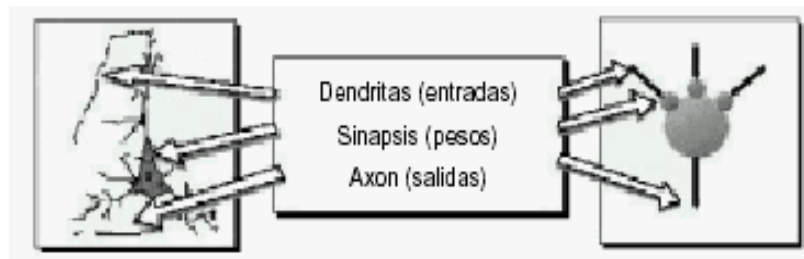 Dendritas (entradas)
Sinapsis (pesos)
Axon (salidas)